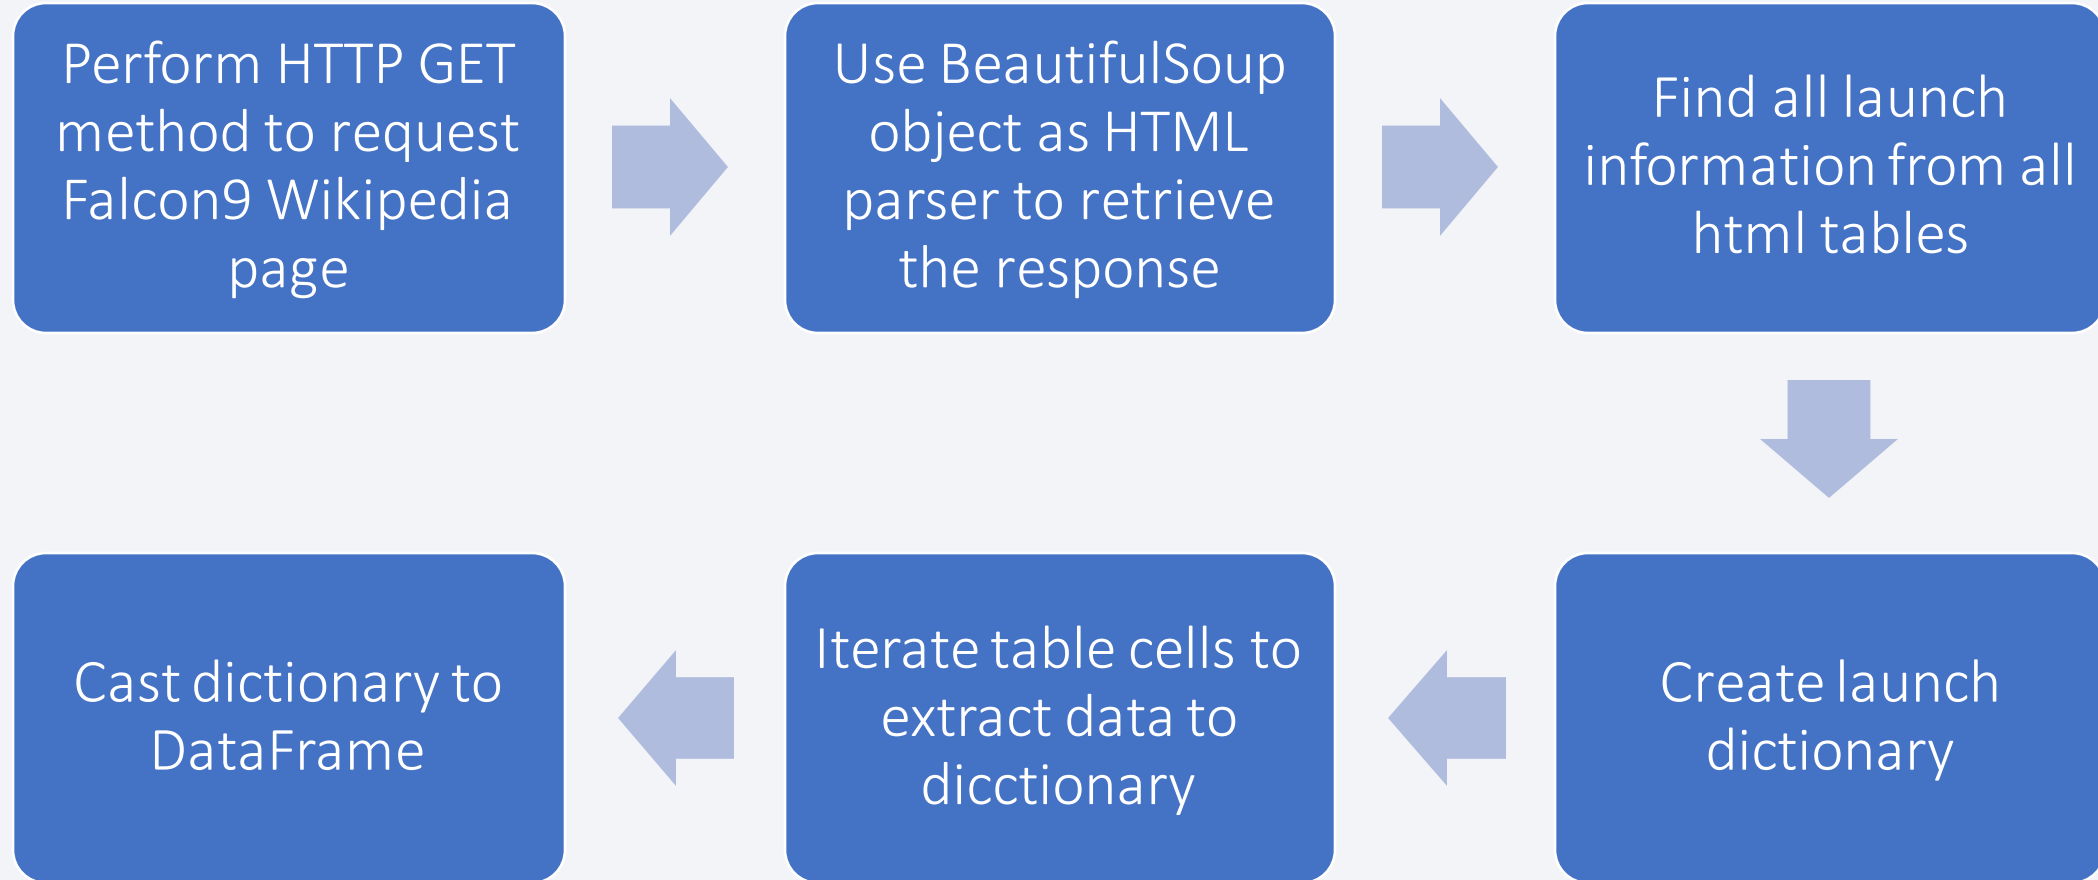 Perform HTTP GET
method to request
Falcon9 Wikipedia
page
Use BeautifulSoup
object as HTML
parser to retrieve
the response
Find all launch
information from all
html tables
Create launch
dictionary
Iterate table cells to
extract data to
dicctionary
Cast dictionary to
DataFrame